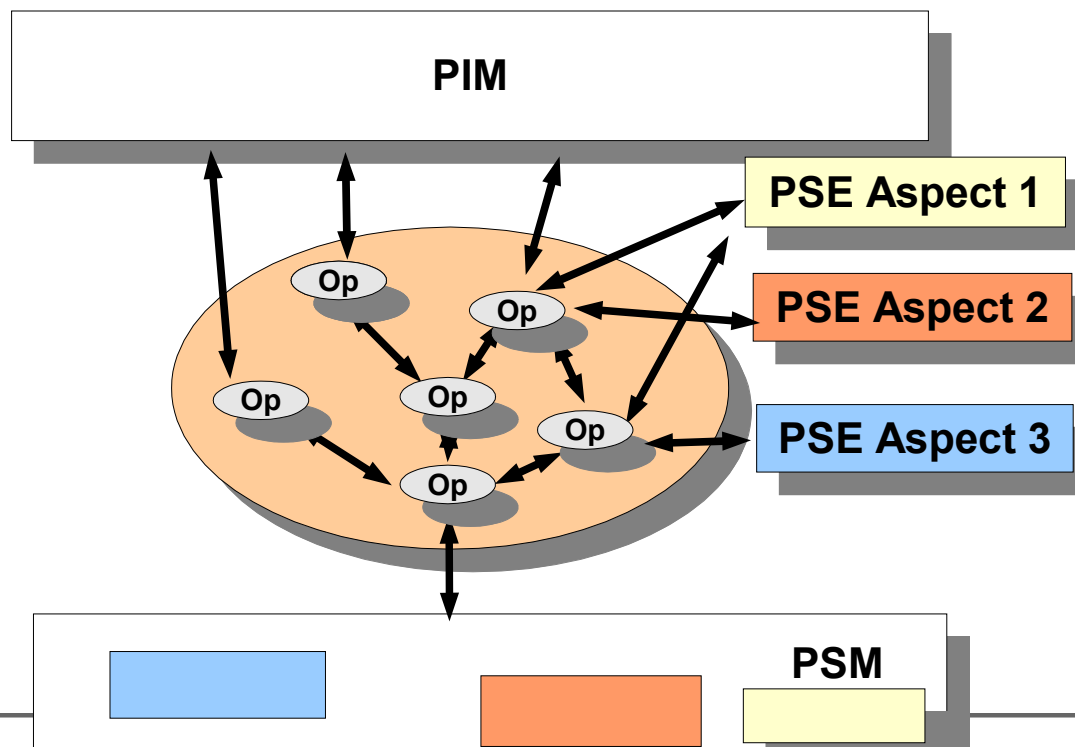 PIM
PSE Aspect 1
Op
Op
PSE Aspect 2
Op
Op
Op
PSE Aspect 3
Op
PSM